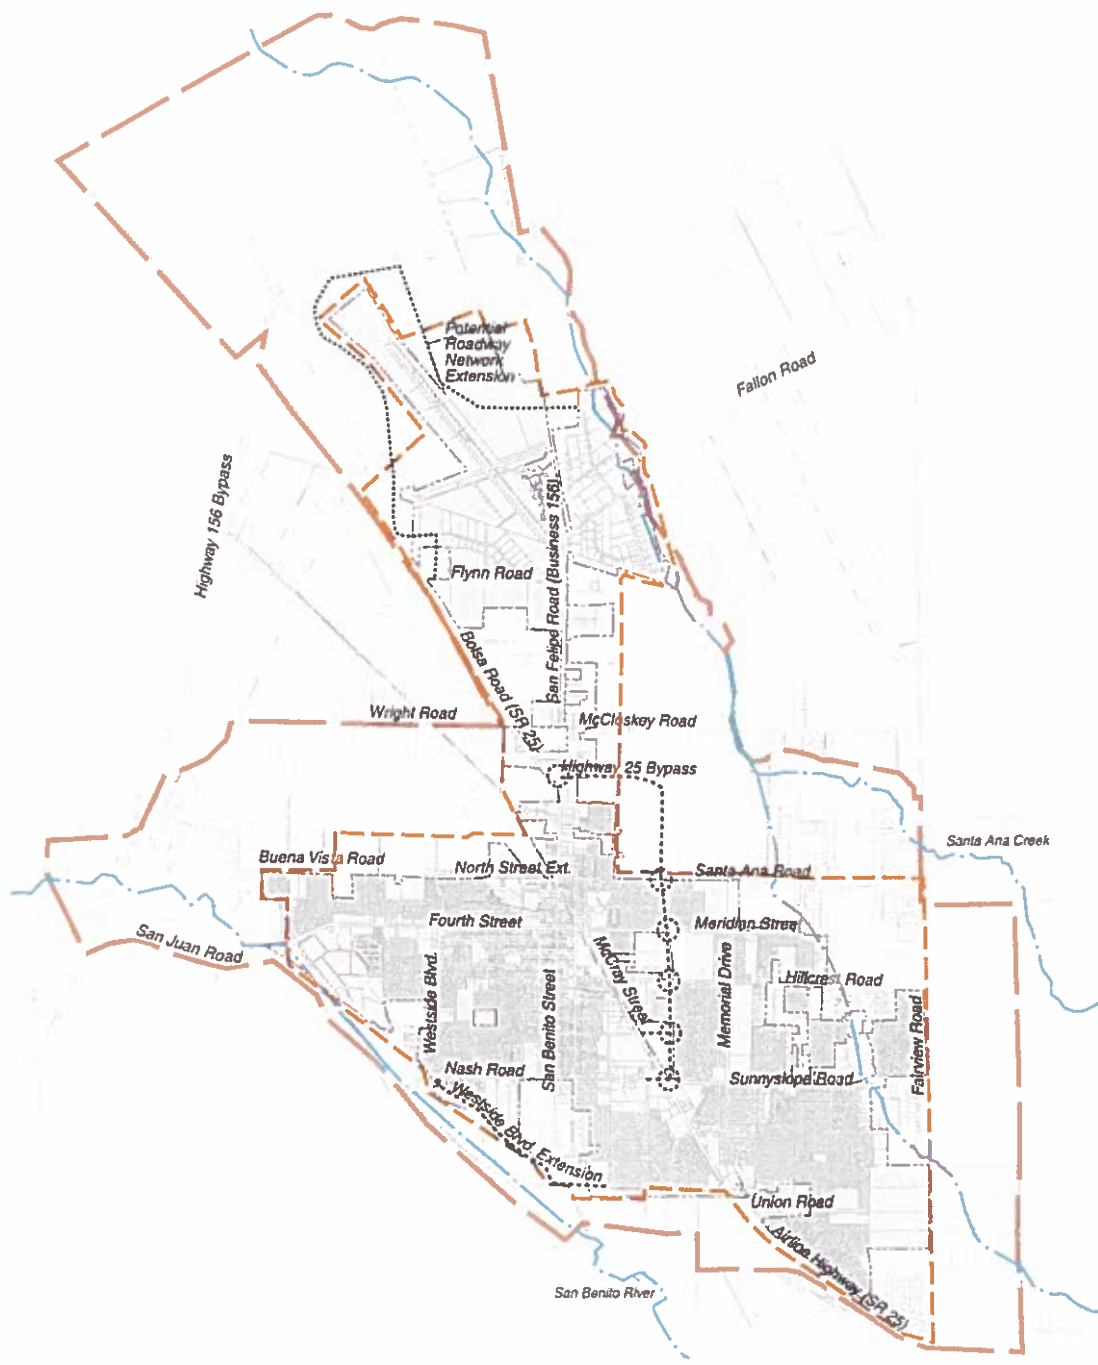 Potential
Roadway
Network
Extension
Fallon Road
Highway 156 Bypass
San Felipe Road (Business 156)
Flynn Road
Bolsa Road (SR 25)
Wright Road
McCloskey Road
Highway 25 Bypass
Santa Ana Creek
Buena Vista Road
North Street Ext.
Santa Ana Road
Fourth Street
Meridian Street
San Juan Road
McCray Street
Hillcrest Road
Westside Blvd.
San Benito Street
Memorial Drive
Fairview Road
Nash Road
Sunnyslope Road
Westside Blvd. Extension
Union Road
Airline Highway (SR 25)
San Benito River